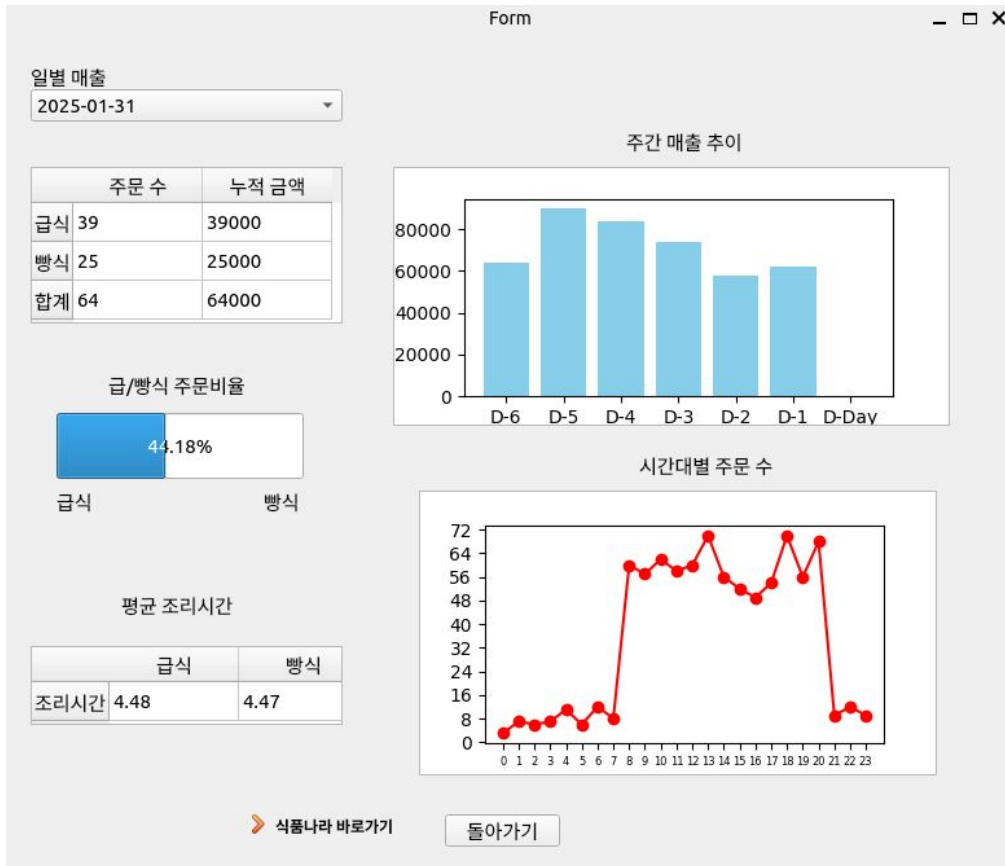 Form
일별 매출
2025-01-31
주문 수 누적 금액
급식 39 39000
빵식 25 25000
합계 64 64000
급/빵식 주문비율
44.18%
급식 빵식
평균 조리시간
급식 빵식
조리시간 4.48 4.47
주간 매출 추이
80000
60000
40000
20000
0
D-6 D-5 D-4 D-3 D-2 D-1 D-Day
시간대별 주문 수
72
64
56
48
40
32
24
16
8
0
0 1 2 3 4 5 6 7 8 9 10 11 12 13 14 15 16 17 18 19 20 21 22 23
식품나라 바로가기
돌아가기